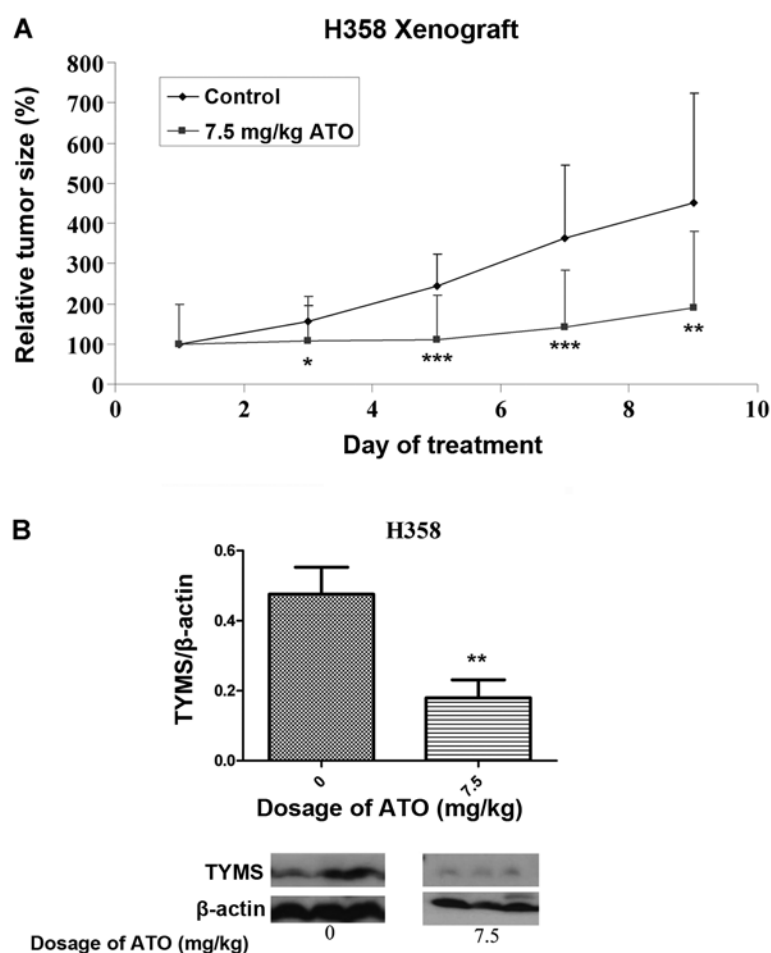 A
H358 Xenograft
Relative tumor size (%)
800
700
600
500
400
300
200
100
0
Control
7.5 mg/kg ATO
*
***
***
**
0
2
4
6
8
10
Day of treatment
B
H358
TYMS/β-actin
0.6
0.4
0.2
0.0
**
0
7.5
Dosage of ATO (mg/kg)
TYMS
β-actin
Dosage of ATO (mg/kg)
0
7.5